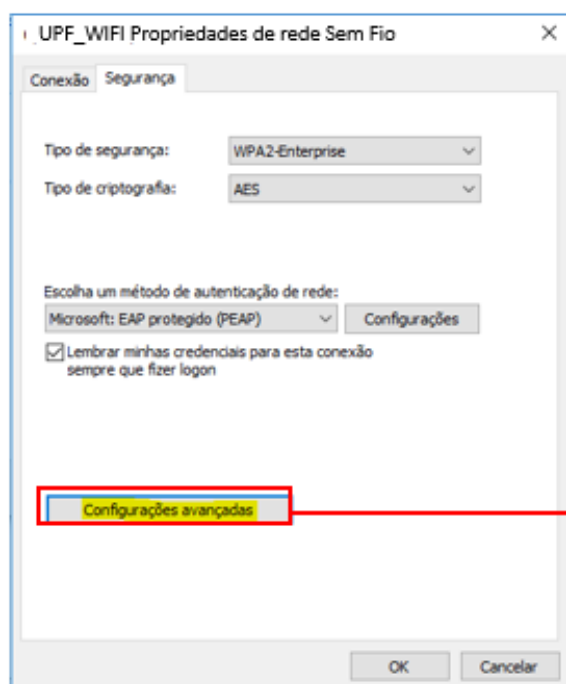 UPF_WIFI Propriedades de rede Sem Fio
Conexão Segurança
Tipo de segurança: WPA2-Enterprise
Tipo de criptografia: AES
Escolha um método de autenticação de rede:
Microsoft: EAP protegido (PEAP) Configurações
Lembrar minhas credenciais para esta conexão
sempre que fizer logon
Configurações avançadas
OK Cancelar